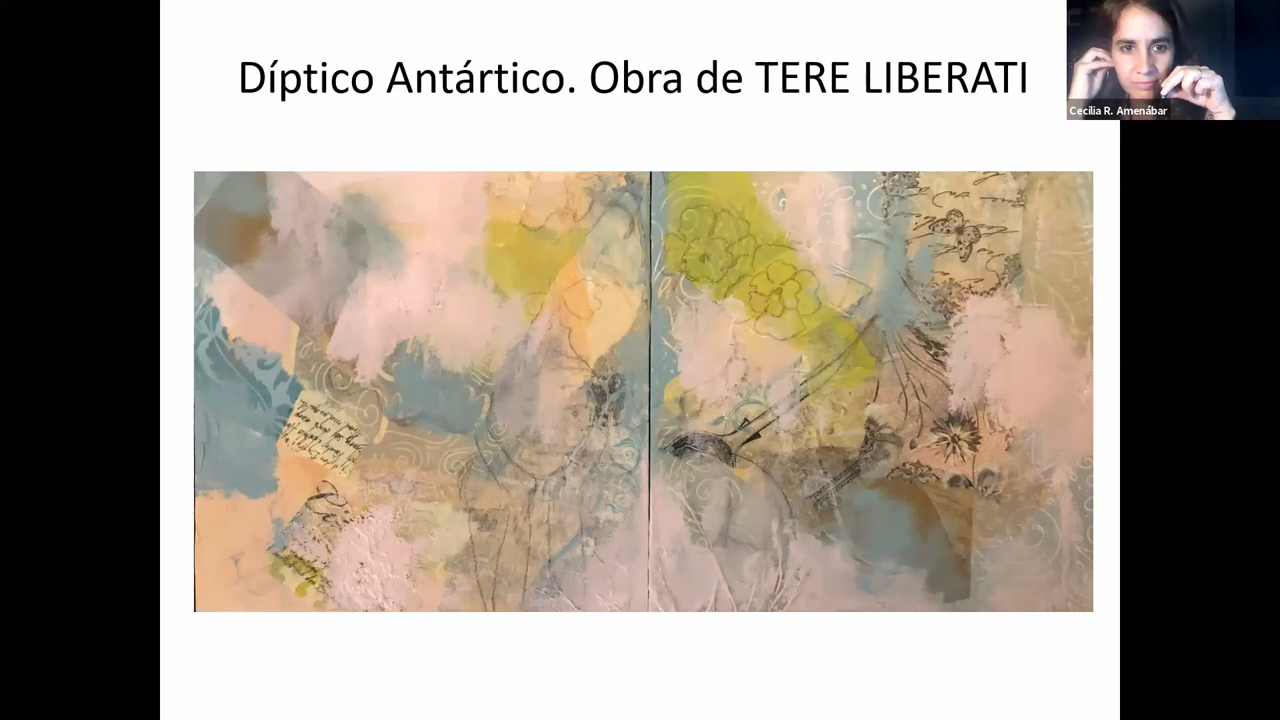 Díptico Antártico. Obra de TERE LIBERATI
Cecilia R. Amenábar